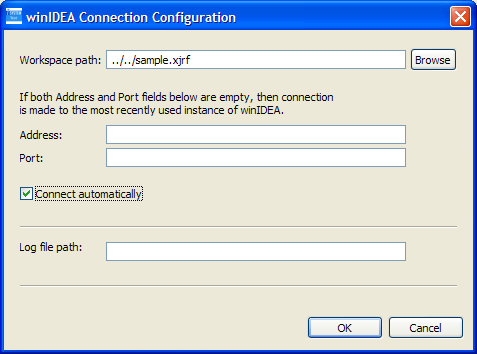 winIDEA Connection Configuration
Workspace path: ../../sample.xjrf Browse
If both Address and Port fields below are empty, then connection
is made to the most recently used instance of winIDEA.
Address:
Port:
Connect automatically
Log file path:
OK Cancel